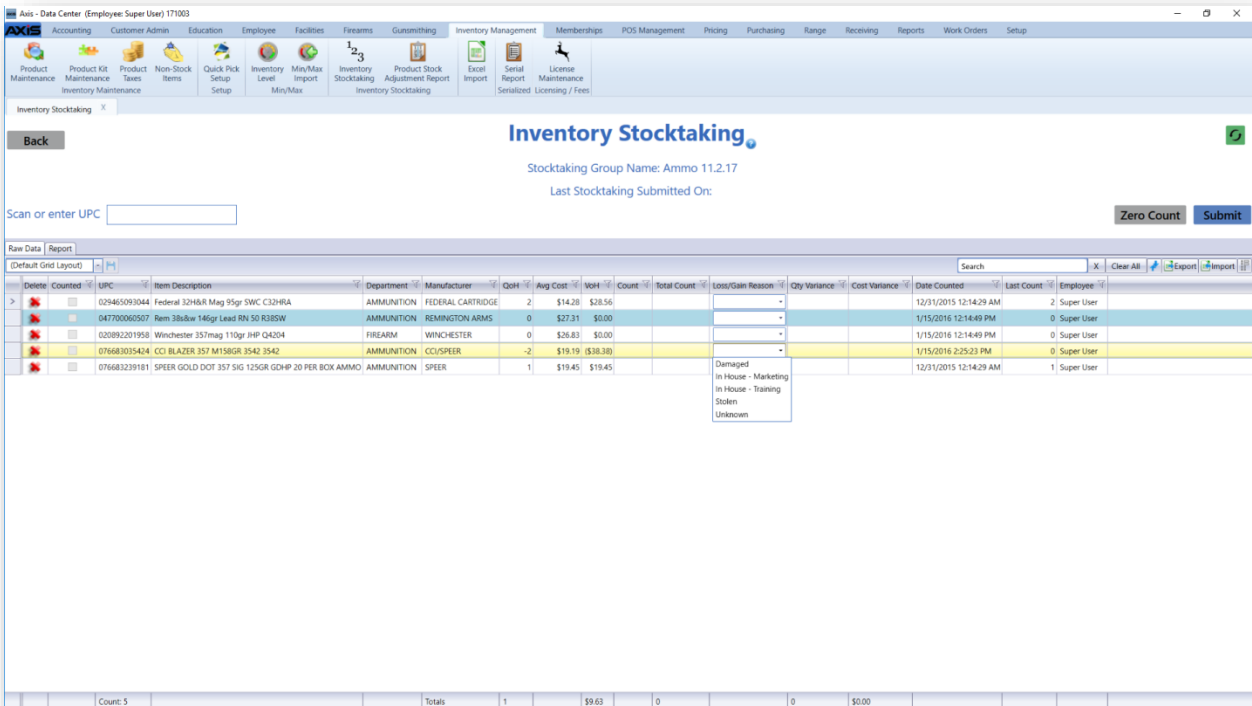 Axis - Data Center (Employee: Super User) 171003
AXIS Accounting Customer Admin Education Employee Facilities Firearms Gunsmithing Inventory Management Memberships POS Management Pricing Purchasing Range Receiving Reports Work Orders Setup
Product Maintenance Product Kit Maintenance Product Taxes Non-Stock Items Quick Pick Setup Inventory Level Min/Max Import 1 2 3 Inventory Stocktaking Product Stock Adjustment Report Excel Import Serial Report License Maintenance
Inventory Maintenance Setup Min/Max Inventory Stocktaking Serialized Licensing / Fees
Inventory Stocktaking X
Back
Inventory Stocktaking ?
Stocktaking Group Name: Ammo 11.2.17
Last Stocktaking Submitted On:
Scan or enter UPC Zero Count Submit
Raw Data Report
(Default Grid Layout) Search X Clear All Export Import
Delete Counted UPC Item Description Department Manufacturer QoH Avg Cost VoH Count Total Count Loss/Gain Reason Qty Variance Cost Variance Date Counted Last Count Employee
> 029465093044 Federal 32H&R Mag 95gr SWC C32HRA AMMUNITION FEDERAL CARTRIDGE 2 $14.28 $28.56 12/31/2015 12:14:29 AM 2 Super User
047700060507 Rem 38s&w 146gr Lead RN 50 R38SW AMMUNITION REMINGTON ARMS 0 $27.31 $0.00 1/15/2016 12:14:49 PM 0 Super User
020892201958 Winchester 357mag 110gr JHP Q4204 FIREARM WINCHESTER 0 $26.83 $0.00 1/15/2016 12:14:49 PM 0 Super User
076683035424 CCI BLAZER 357 M158GR 3542 3542 AMMUNITION CCI/SPEER -2 $19.19 ($38.38) 1/15/2016 2:25:23 PM 0 Super User
076683239181 SPEER GOLD DOT 357 SIG 125GR GDHP 20 PER BOX AMMO AMMUNITION SPEER 1 $19.45 $19.45 12/31/2015 12:14:29 AM 1 Super User
Damaged
In House - Marketing
In House - Training
Stolen
Unknown
Count: 5 Totals 1 $9.63 0 0 $0.00